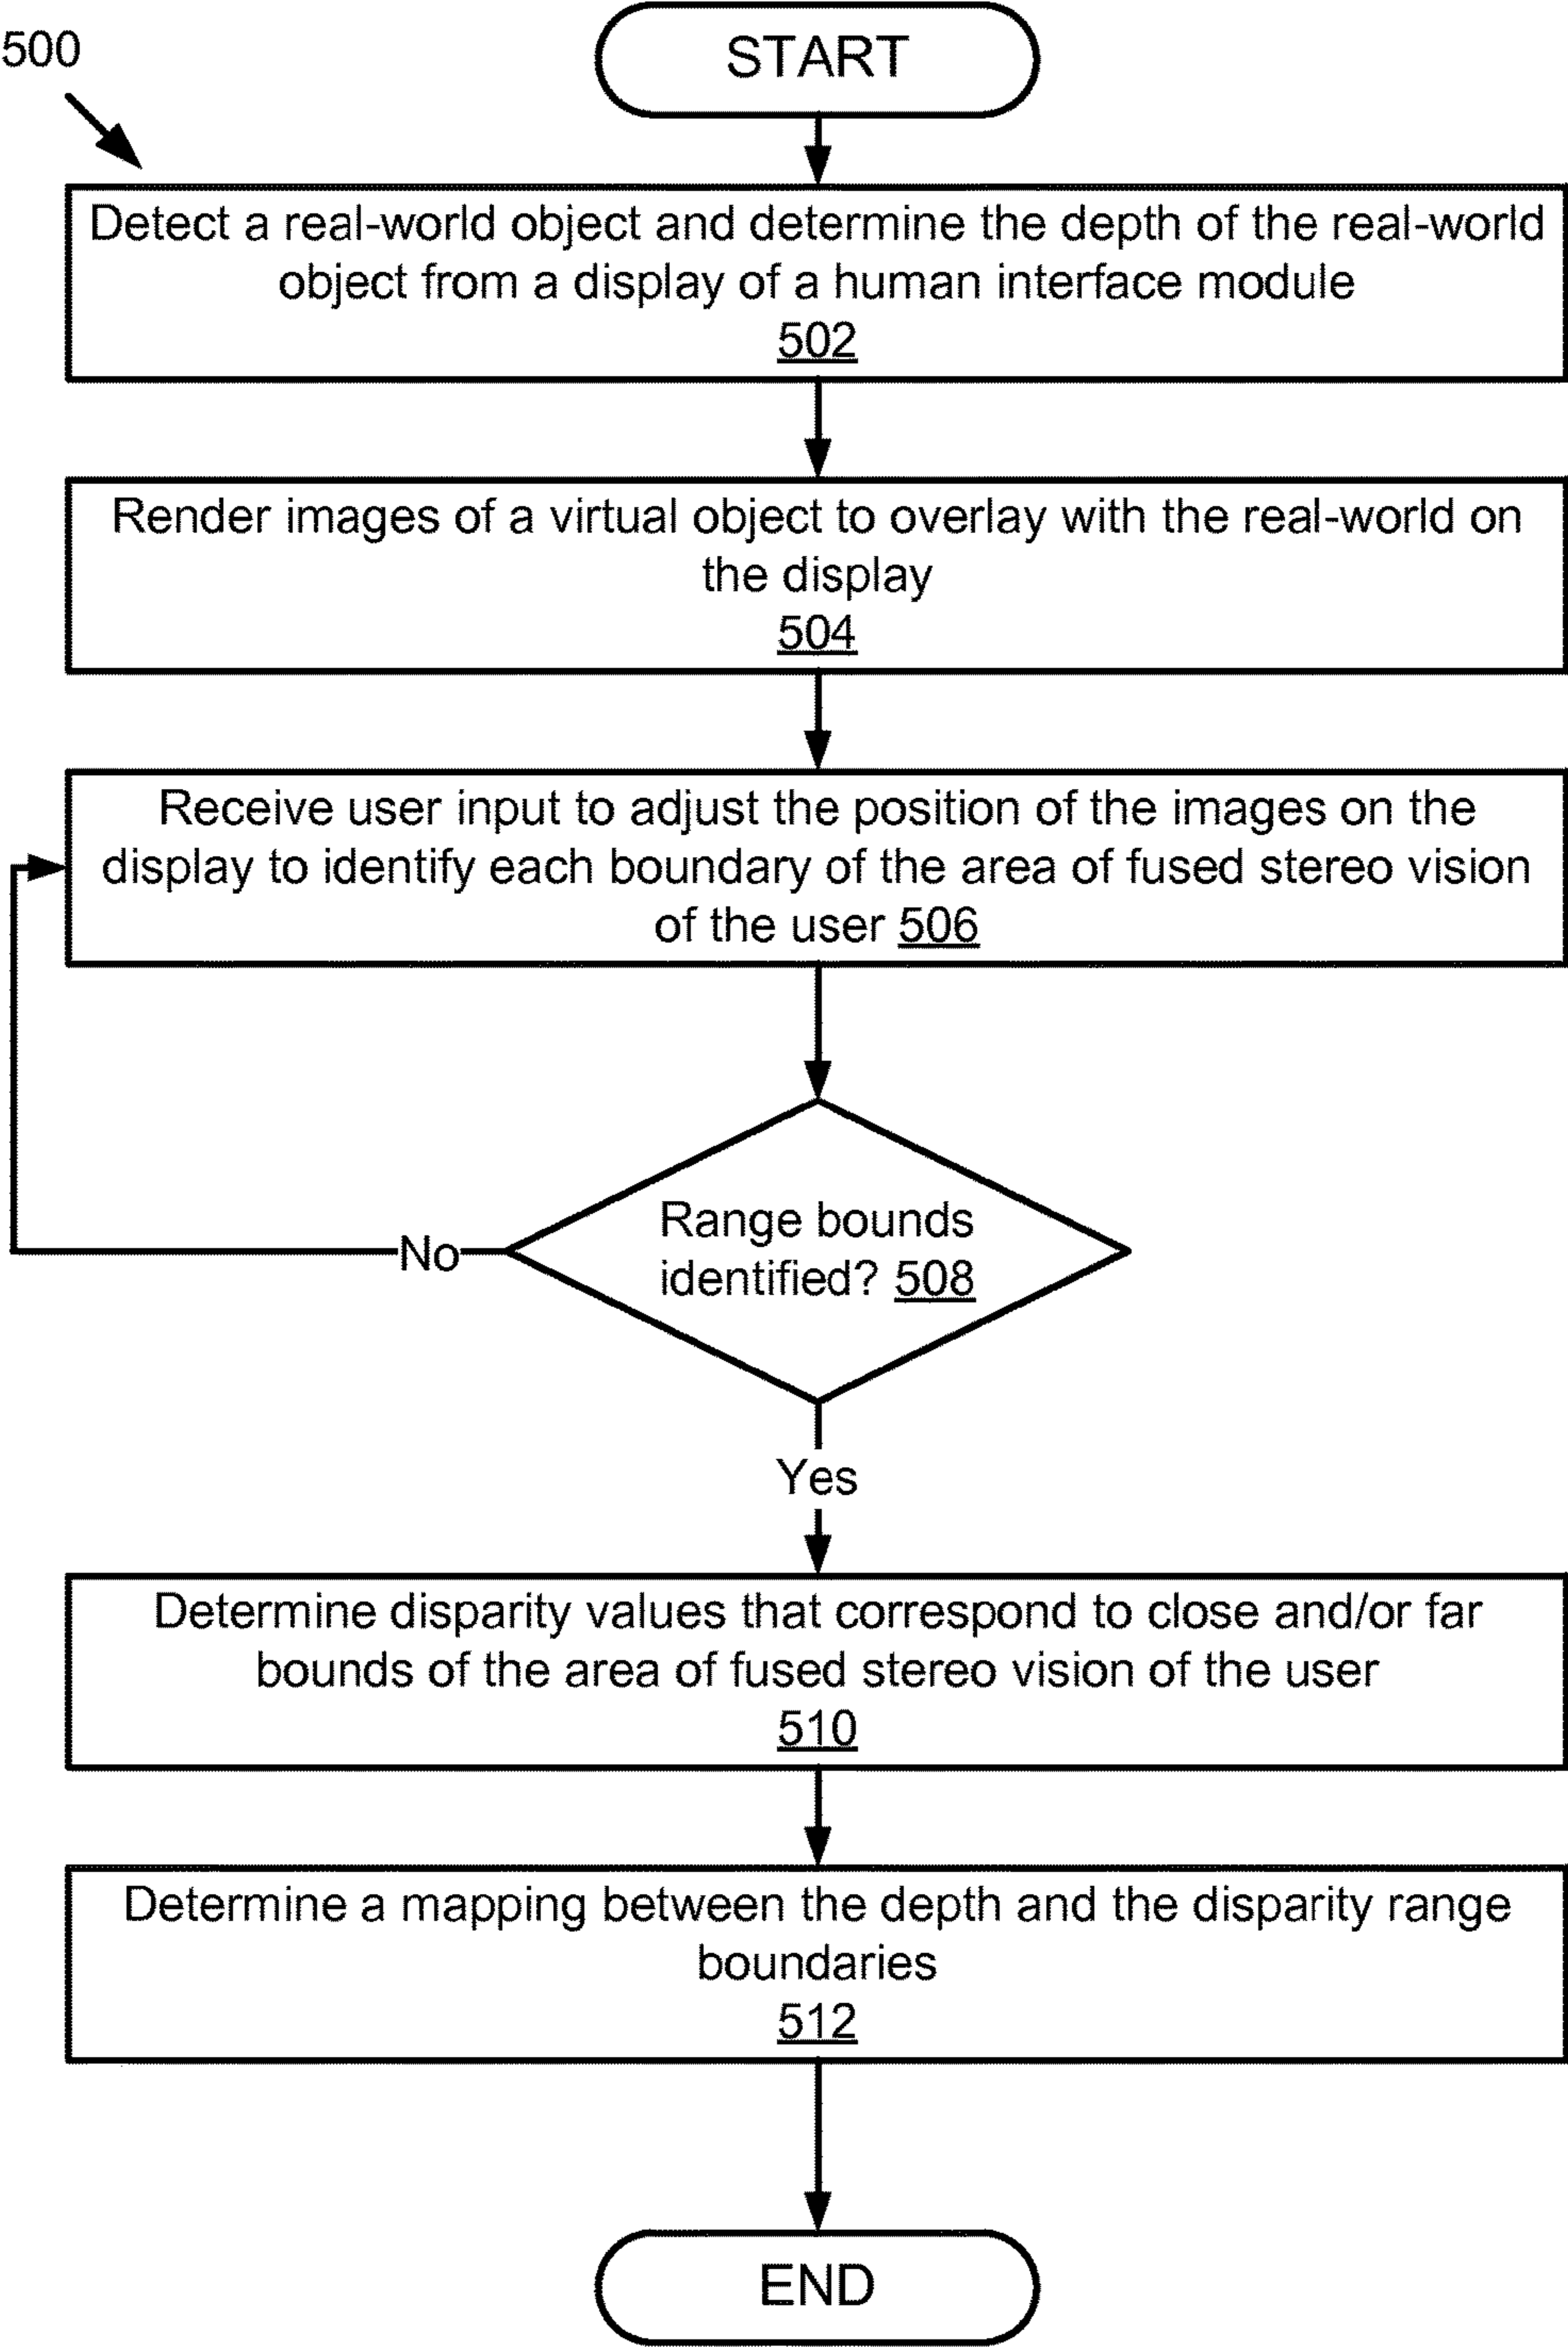 500
START
Detect a real-world object and determine the depth of the real-world
object from a display of a human interface module
502
Render images of a virtual object to overlay with the real-world on
the display
504
Receive user input to adjust the position of the images on the
display to identify each boundary of the area of fused stereo vision
of the user 506
Range bounds
identified? 508
No
Yes
Determine disparity values that correspond to close and/or far
bounds of the area of fused stereo vision of the user
510
Determine a mapping between the depth and the disparity range
boundaries
512
END